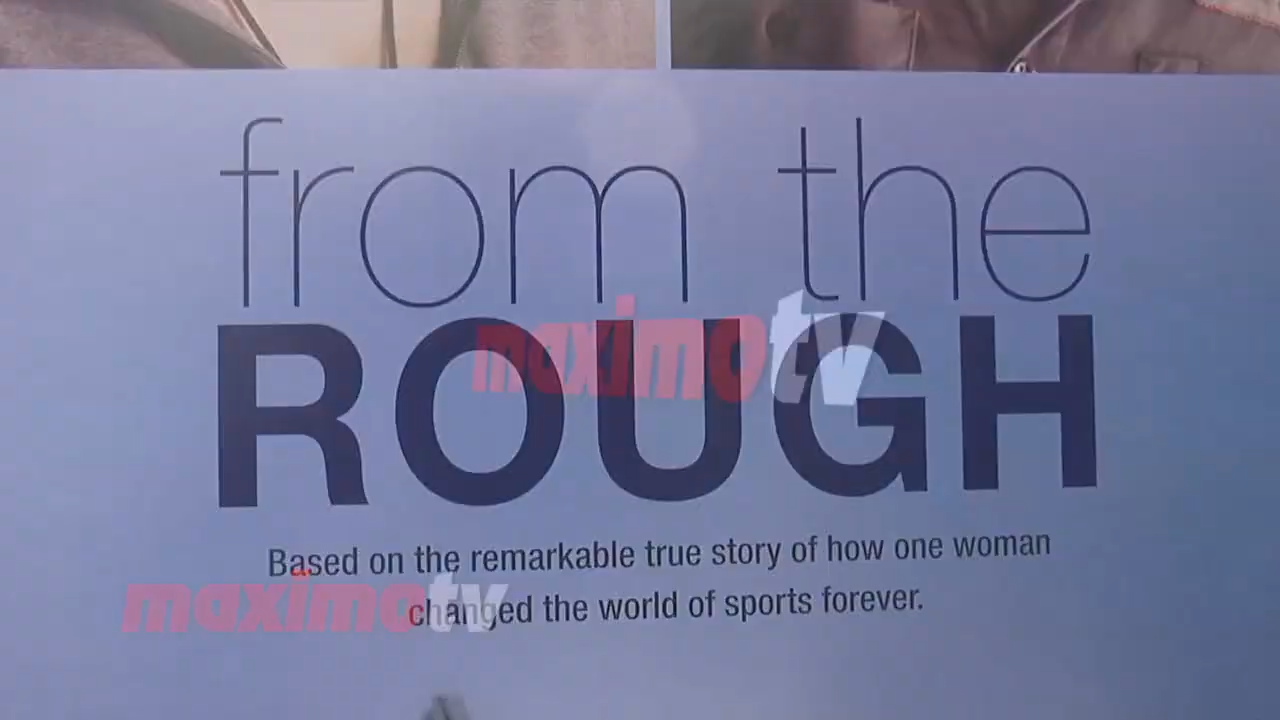 from the
ROUGH
maximotv
Based on the remarkable true story of how one woman
changed the world of sports forever.
maximotv